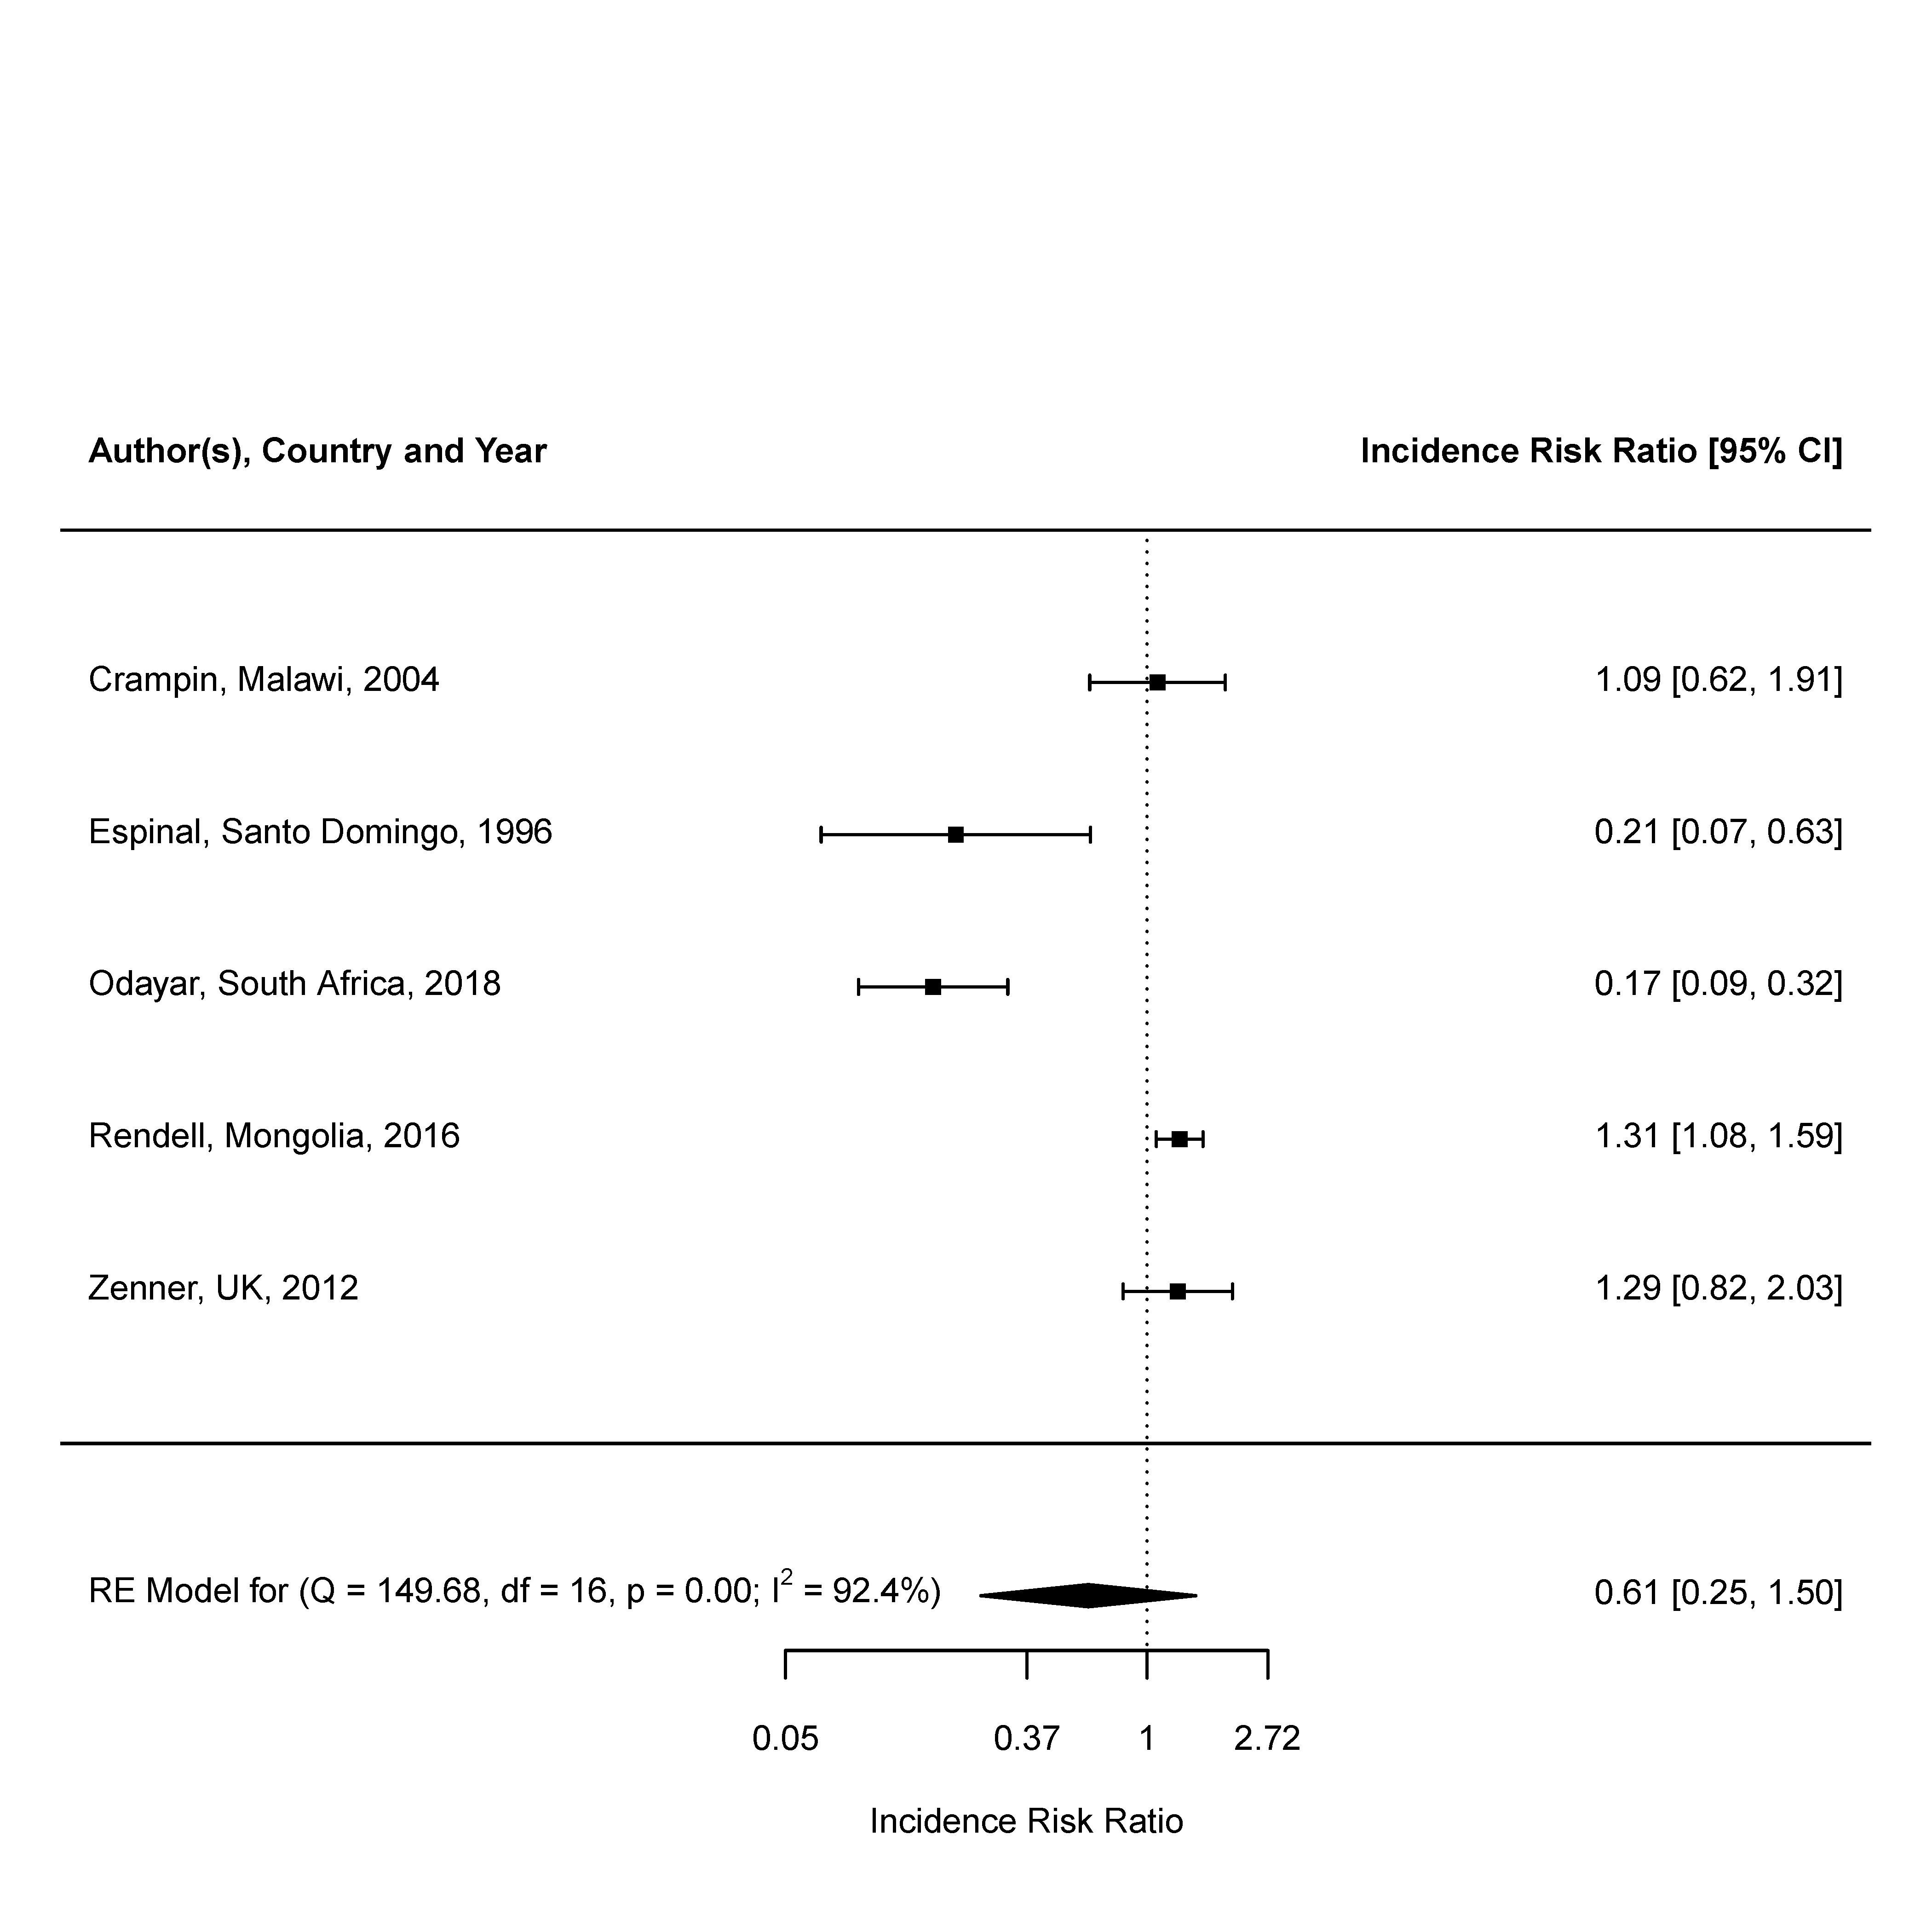 Author(s), Country and Year Incidence Risk Ratio [95% CI]
Crampin, Malawi, 2004 1.09 [0.62, 1.91]
Espinal, Santo Domingo, 1996 0.21 [0.07, 0.63]
Odayar, South Africa, 2018 0.17 [0.09, 0.32]
Rendell, Mongolia, 2016 1.31 [1.08, 1.59]
Zenner, UK, 2012 1.29 [0.82, 2.03]
RE Model for (Q = 149.68, df = 16, p = 0.00; I² = 92.4%) 0.61 [0.25, 1.50]
0.05 0.37 1 2.72
Incidence Risk Ratio